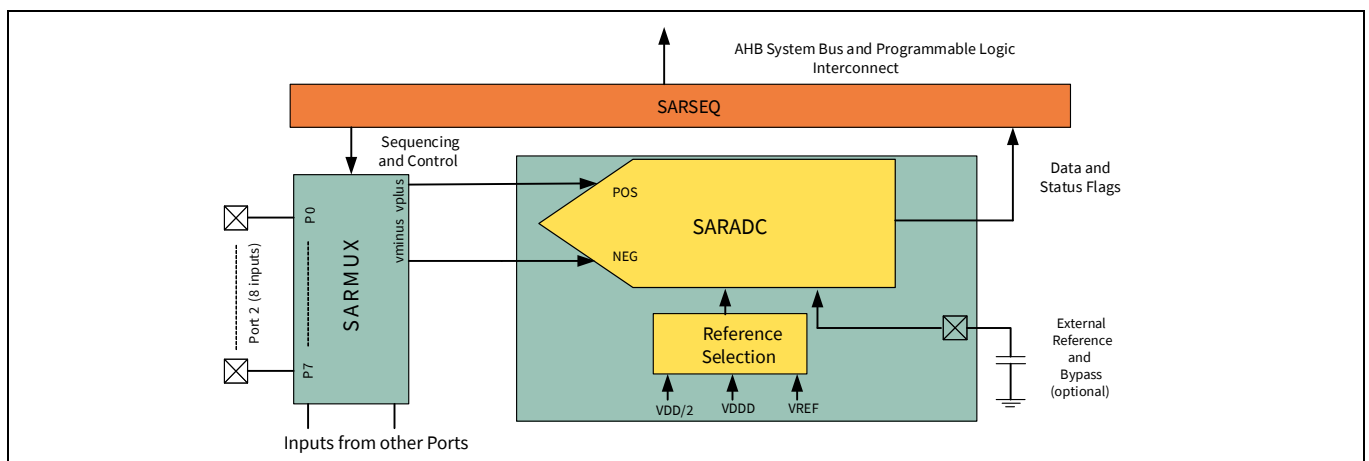 AHB System Bus and Programmable Logic
Interconnect
SARSEQ
Sequencing
and Control
Data and
Status Flags
vminus vplus
POS
NEG
SARADC
P0
P7
SARMUX
Port 2 (8 inputs)
Reference
Selection
VDD/2
VDDD
VREF
External
Reference
and
Bypass
(optional)
Inputs from other Ports